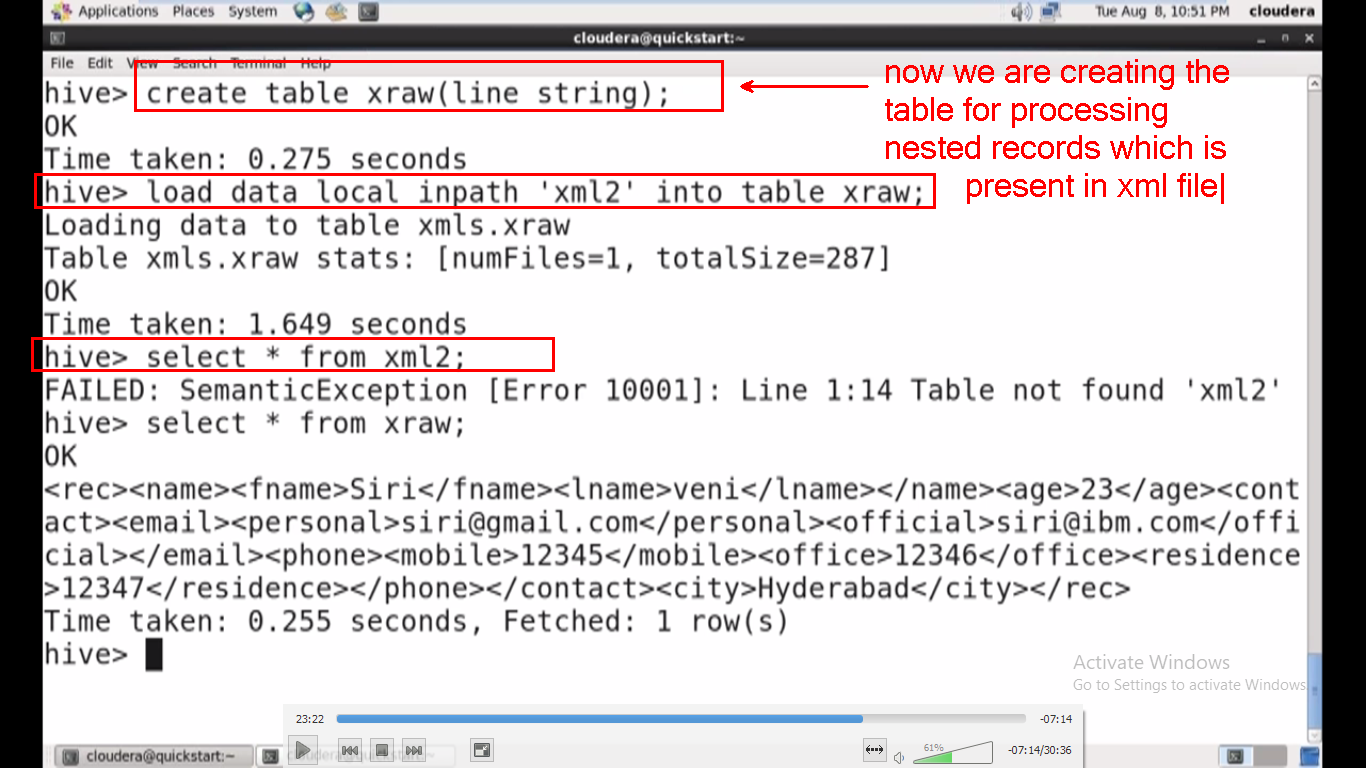 Applications Places System
Tue Aug 8, 10:51 PM cloudera
cloudera@quickstart:~
File Edit View Search Terminal Help
hive> create table xraw(line string);
OK
Time taken: 0.275 seconds
hive> load data local inpath 'xml2' into table xraw;
Loading data to table xmls.xraw
Table xmls.xraw stats: [numFiles=1, totalSize=287]
OK
Time taken: 1.649 seconds
hive> select * from xml2;
FAILED: SemanticException [Error 10001]: Line 1:14 Table not found 'xml2'
hive> select * from xraw;
OK
<rec><name><fname>Siri</fname><lname>veni</lname></name><age>23</age><cont
act><email><personal>siri@gmail.com</personal><official>siri@ibm.com</offi
cial></email><phone><mobile>12345</mobile><office>12346</office><residence
>12347</residence></phone></contact><city>Hyderabad</city></rec>
Time taken: 0.255 seconds, Fetched: 1 row(s)
hive>
now we are creating the
table for processing
nested records which is
present in xml file
Activate Windows
Go to Settings to activate Windows
23:22
-07:14
61%
-07:14/30:36
cloudera@quickstart:~
cloudera@quickstart:~